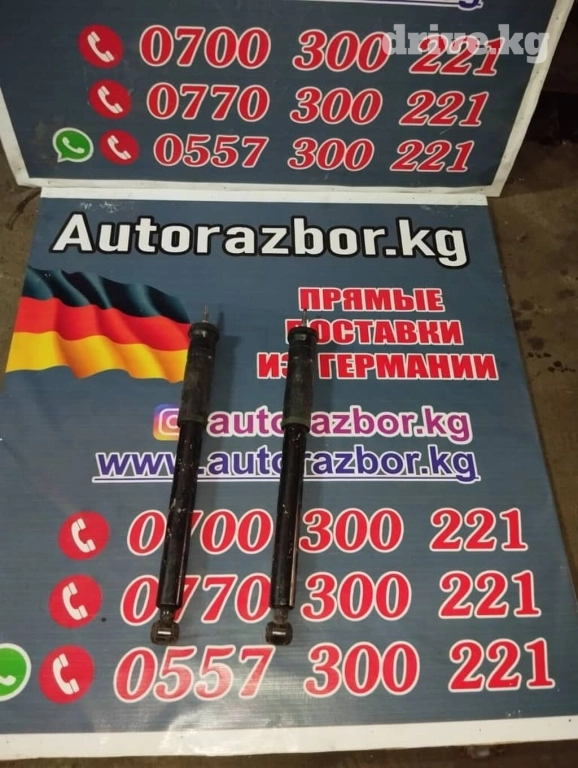 drive.kg
0700 300 221
0770 300 221
0557 300 221
Autorazbor.kg
ПРЯМЫЕ
ПОСТАВКИ
ИЗ ГЕРМАНИИ
autorazbor.kg
www.autorazbor.kg
0700 300 221
0770 300 221
0557 300 221